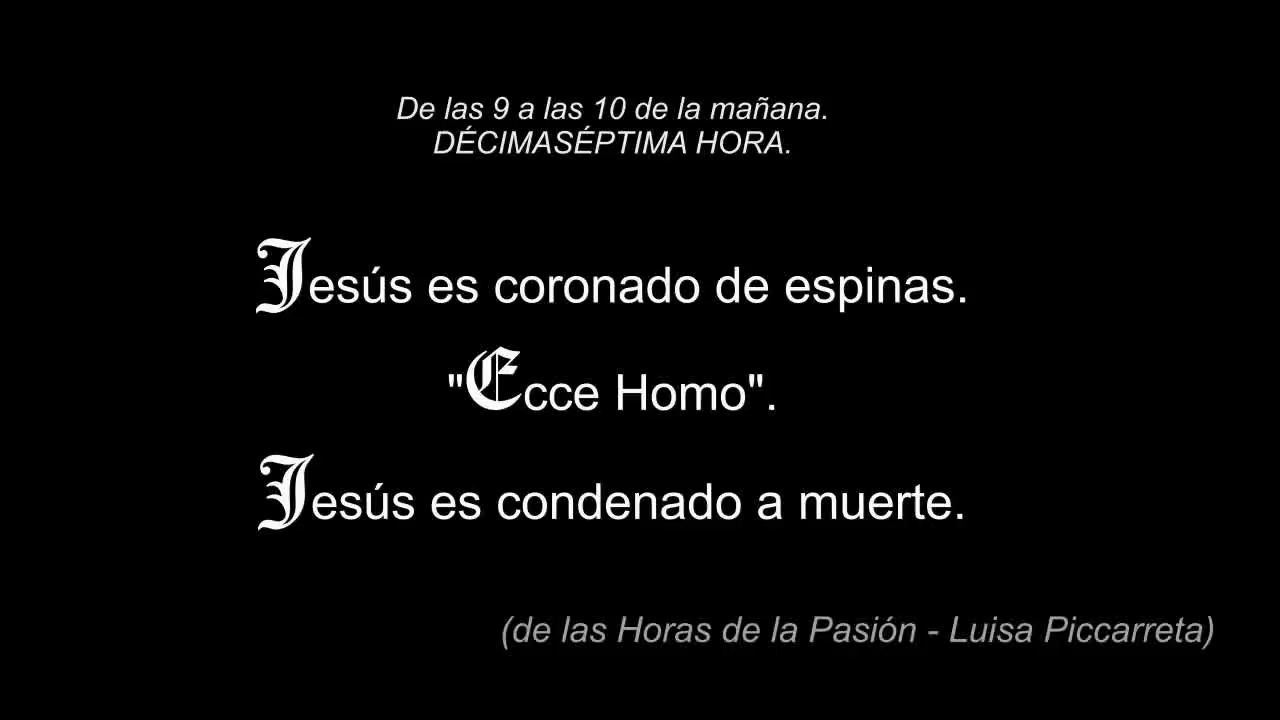 De las 9 a las 10 de la mañana.
DÉCIMASÉPTIMA HORA.
Jesús es coronado de espinas.
"Ecce Homo".
Jesús es condenado a muerte.
(de las Horas de la Pasión - Luisa Piccarreta)